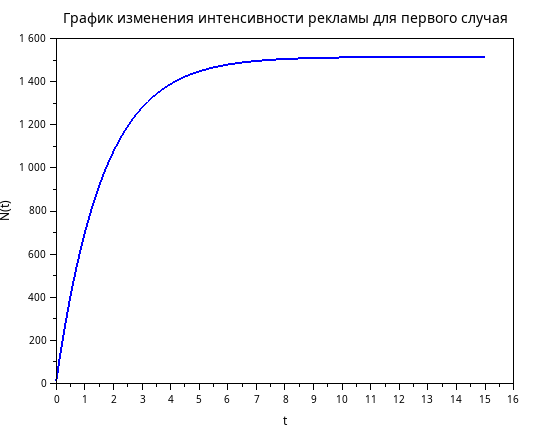 График изменения интенсивности рекламы для первого случая
1 600
1 400
1 200
1 000
800
600
400
200
0
N(t)
0 1 2 3 4 5 6 7 8 9 10 11 12 13 14 15 16
t